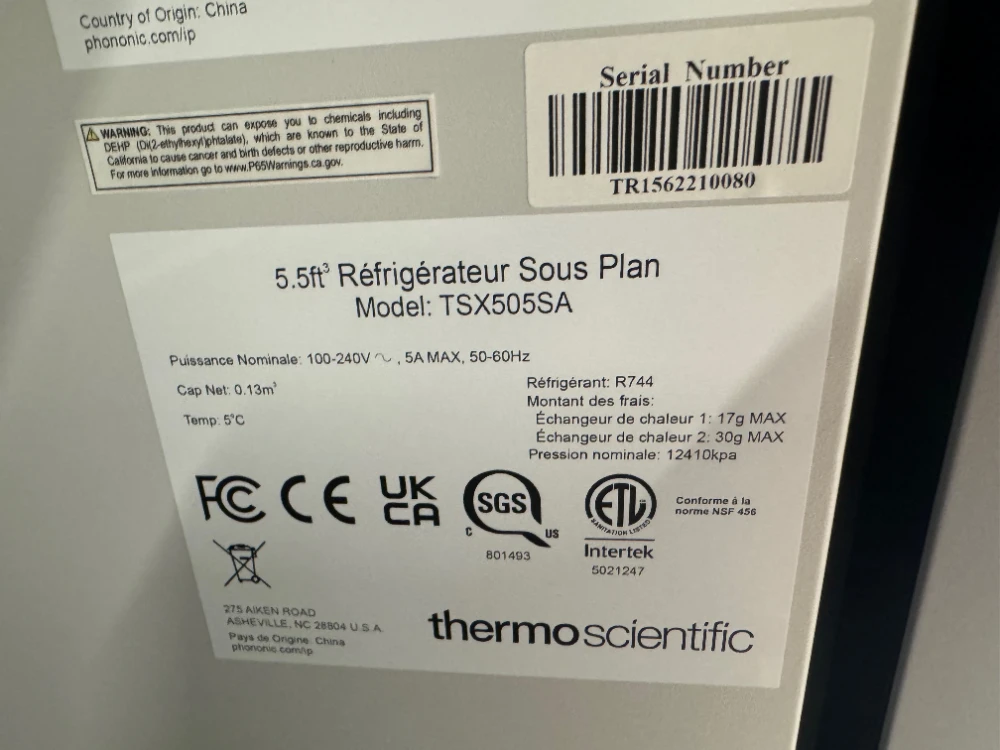 Country of Origin: China
phononic.com/ip
WARNING: This product can expose you to chemicals including
DEHP (Di(2-ethylhexyl)phtalate), which are known to the State of
California to cause cancer and birth defects or other reproductive harm.
For more information go to www.P65Warnings.ca.gov.
Serial Number
TR1562210080
5.5ft³ Réfrigérateur Sous Plan
Model: TSX505SA
Puissance Nominale: 100-240V ∿, 5A MAX, 50-60Hz
Cap Net: 0.13m³
Temp: 5°C
Réfrigérant: R744
Montant des frais:
Échangeur de chaleur 1: 17g MAX
Échangeur de chaleur 2: 30g MAX
Pression nominale: 12410kpa
FC CE UK
CA
SGS
C US
801493
ETL
SANITATION LISTED
Intertek
5021247
Conforme à la
norme NSF 456
275 AIKEN ROAD
ASHEVILLE, NC 28804 U.S.A.
Pays de Origine: China
phononic.com/ip
thermo scientific